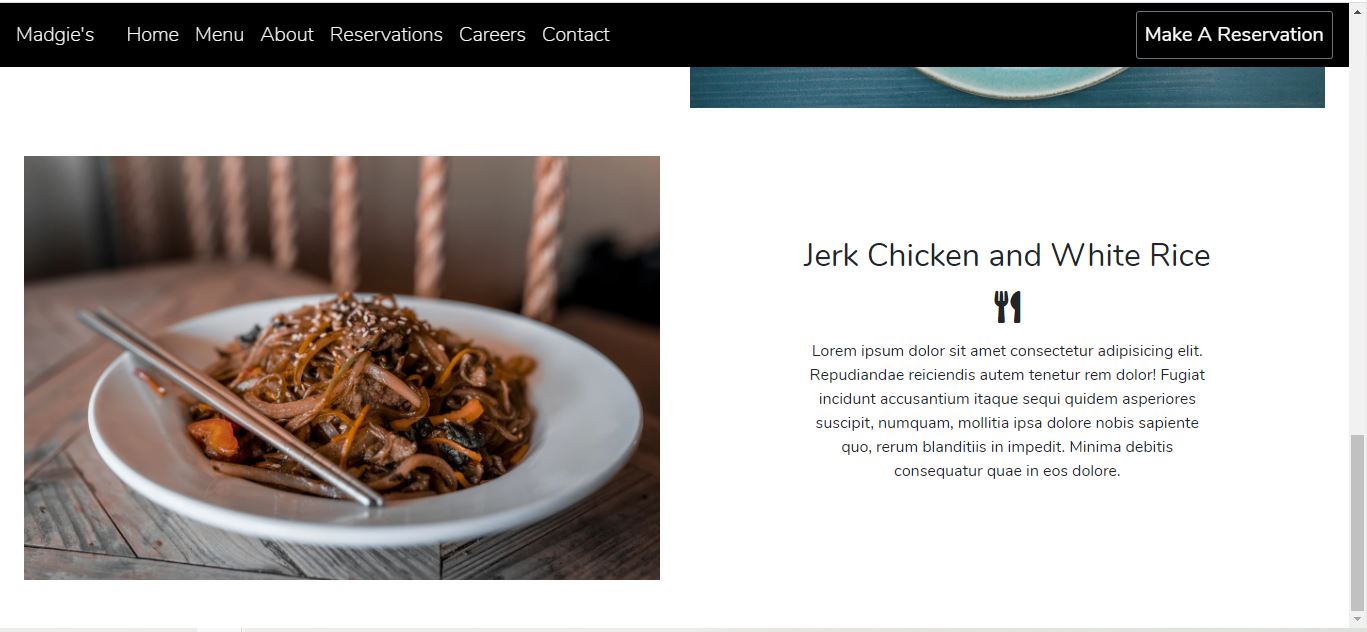 Madgie's Home Menu About Reservations Careers Contact Make A Reservation
Jerk Chicken and White Rice
Lorem ipsum dolor sit amet consectetur adipisicing elit.
Repudiandae reiciendis autem tenetur rem dolor! Fugiat
incidunt accusantium itaque sequi quidem asperiores
suscipit, numquam, mollitia ipsa dolore nobis sapiente
quo, rerum blanditiis in impedit. Minima debitis
consequatur quae in eos dolore.